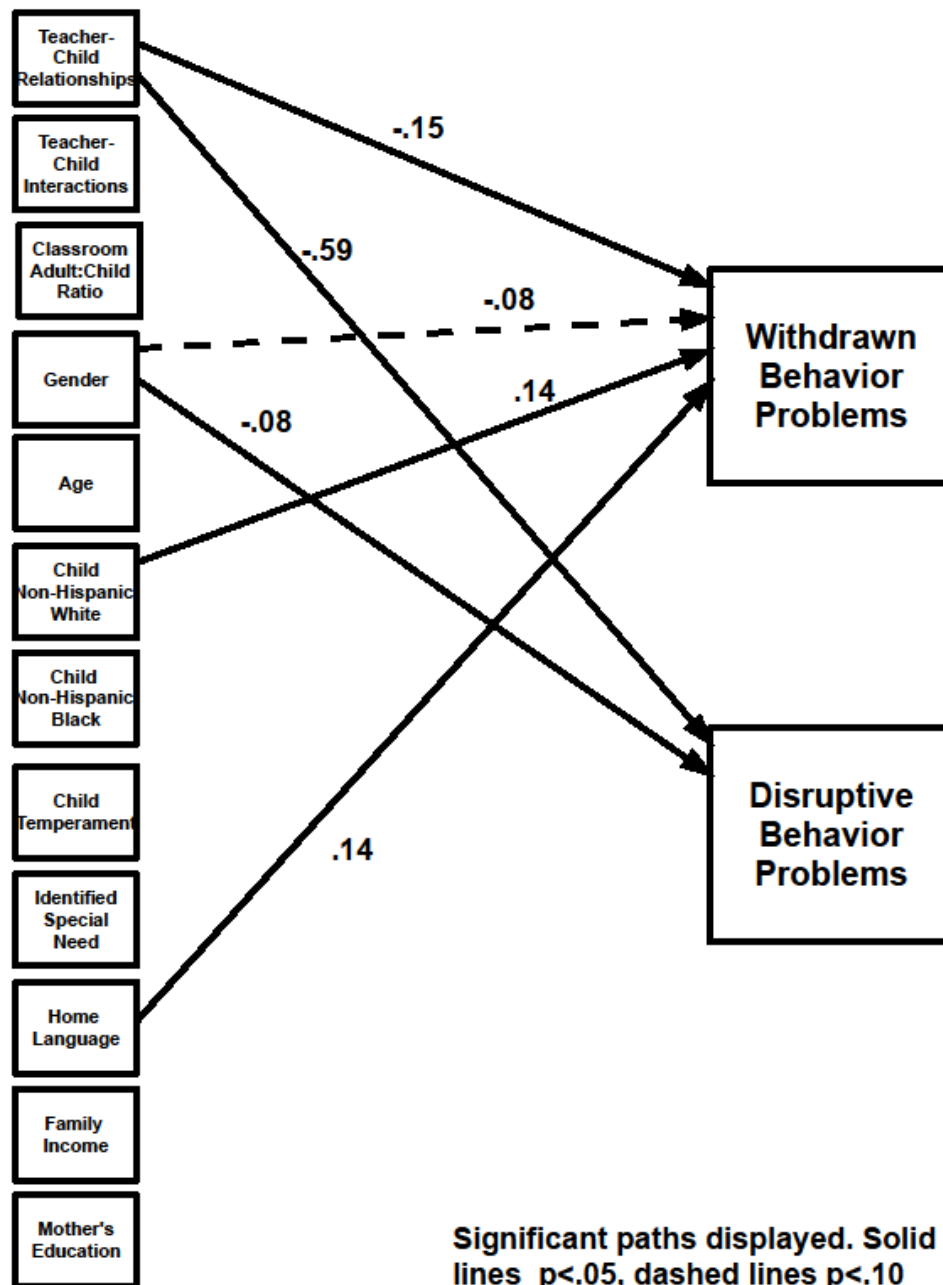 Teacher-
Child
Relationships
Teacher-
Child
Interactions
Classroom
Adult:Child
Ratio
Gender
Age
Child
Non-Hispanic
White
Child
Non-Hispanic
Black
Child
Temperament
Identified
Special
Need
Home
Language
Family
Income
Mother's
Education
-.15
-.59
-.08
.14
-.08
.14
Withdrawn
Behavior
Problems
Disruptive
Behavior
Problems
Significant paths displayed. Solid
lines p<.05, dashed lines p<.10